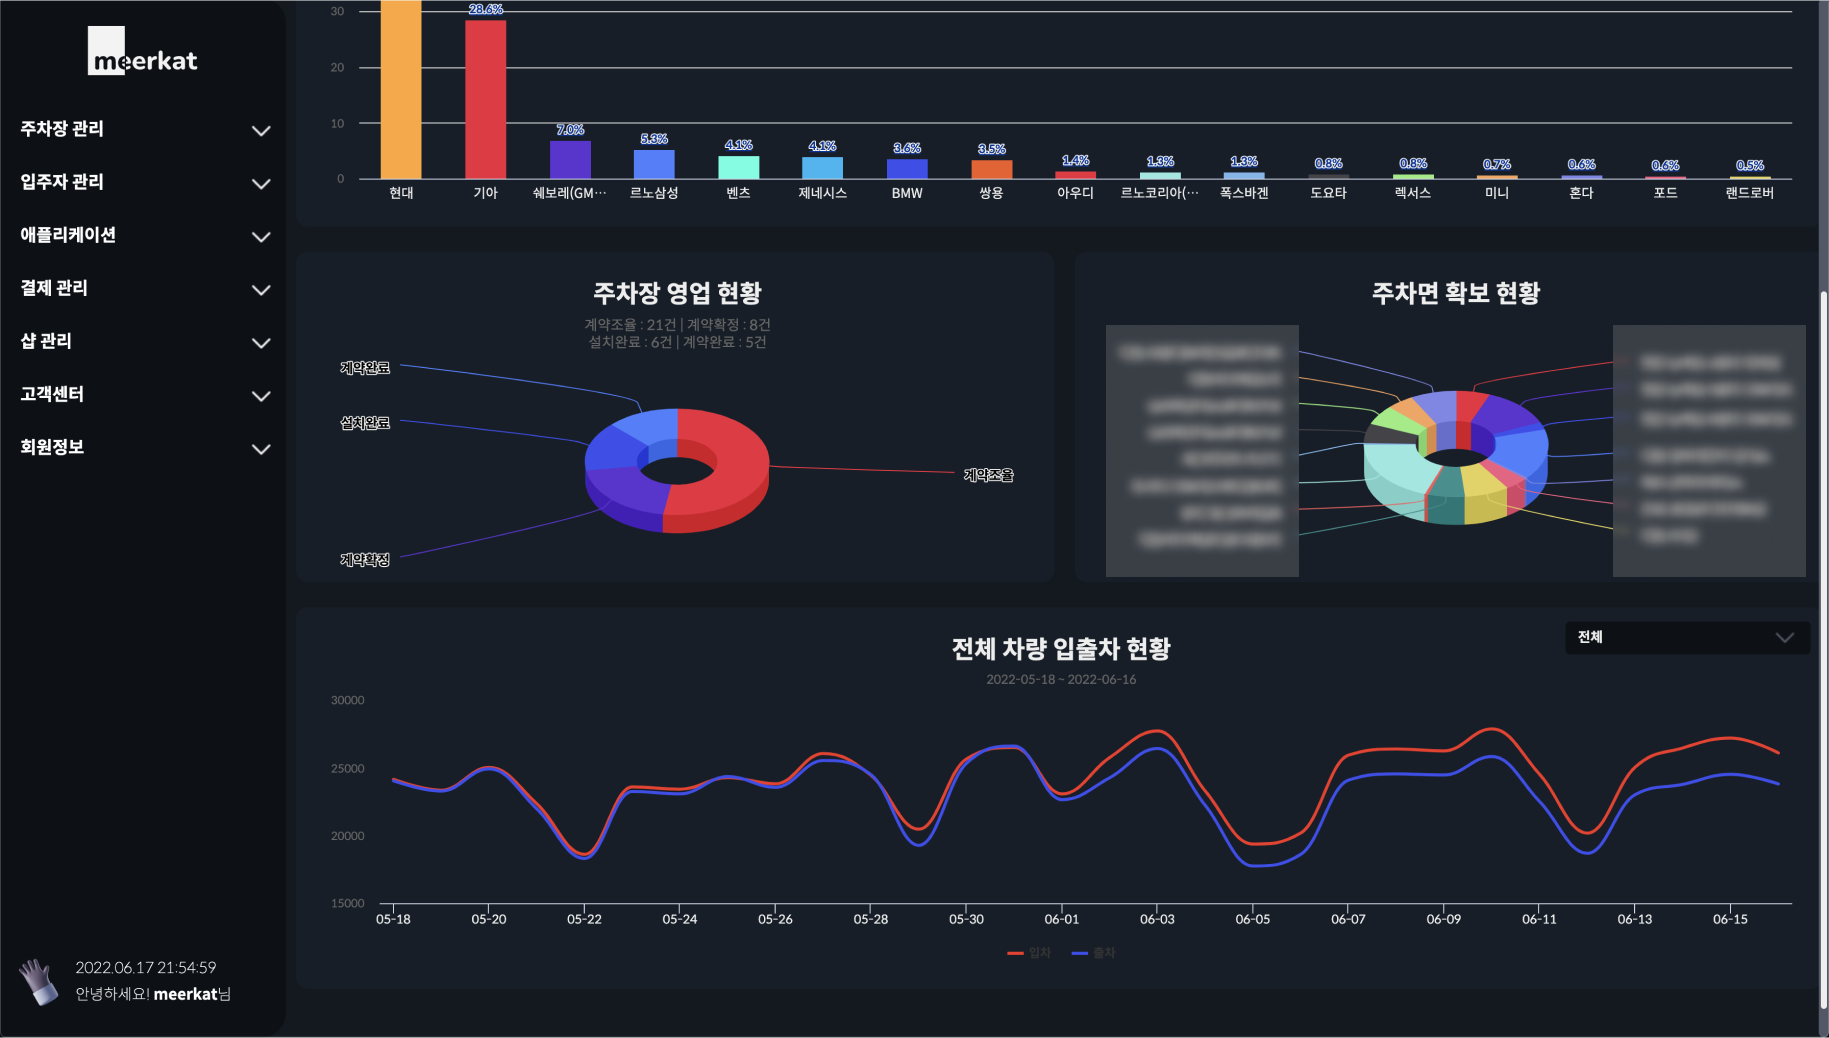 meerkat
주차장 관리
입주자 관리
애플리케이션
결제 관리
샵 관리
고객센터
회원정보
2022.06.17 21:54:59
안녕하세요! meerkat님
30
20
10
0
28.6%
7.0%
5.3%
4.1%
4.1%
3.6%
3.5%
1.4%
1.3%
1.3%
0.8%
0.8%
0.7%
0.6%
0.6%
0.5%
현대
기아
쉐보레(GM…
르노삼성
벤츠
제네시스
BMW
쌍용
아우디
르노코리아(…
폭스바겐
도요타
렉서스
미니
혼다
포드
랜드로버
주차장 영업 현황
계약조율 : 21건 | 계약확정 : 8건
설치완료 : 6건 | 계약완료 : 5건
계약완료
설치완료
계약조율
계약확정
주차면 확보 현황
전체 차량 입출차 현황
2022-05-18 ~ 2022-06-16
전체
30000
25000
20000
15000
05-18
05-20
05-22
05-24
05-26
05-28
05-30
06-01
06-03
06-05
06-07
06-09
06-11
06-13
06-15
입차
출차